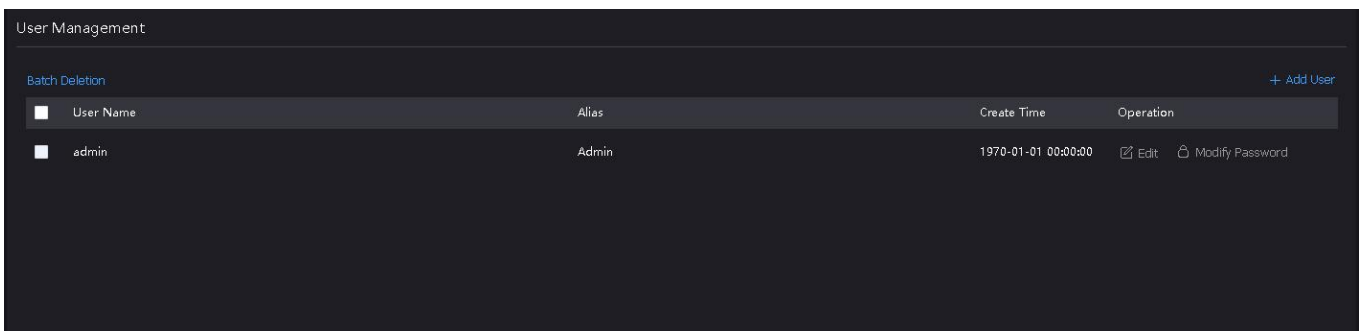 User Management
Batch Deletion + Add User
User Name Alias Create Time Operation
admin Admin 1970-01-01 00:00:00 Edit Modify Password